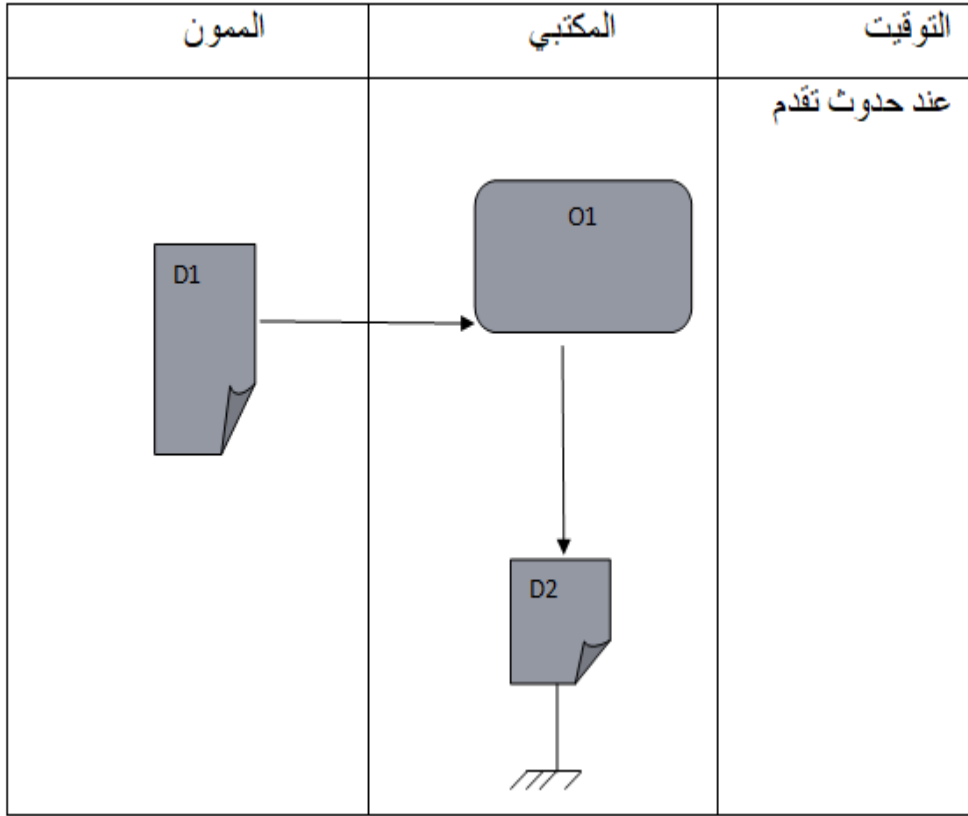 التوقيت
المكتبي
الممون
عند حدوث تقدم
O1
D1
D2